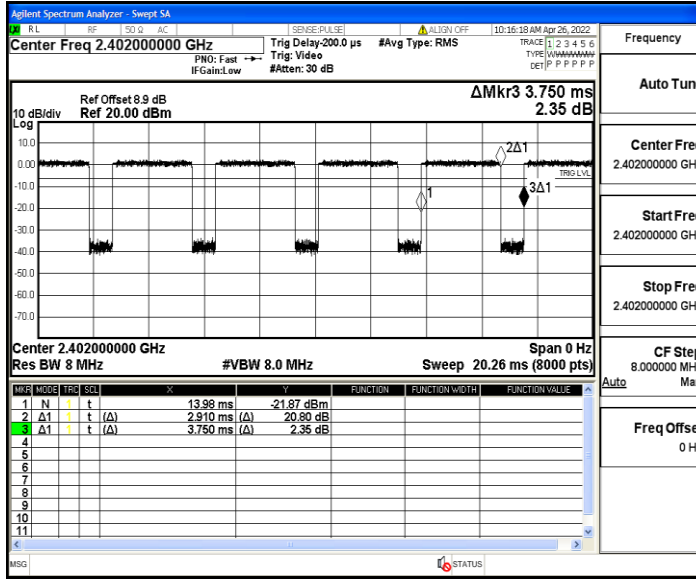 Agilent Spectrum Analyzer - Swept SA
RL RF 50 Ω AC SENSE:PULSE ALIGN OFF 10:16:18 AM Apr 26, 2022
Center Freq 2.402000000 GHz
PNO: Fast
IFGain:Low
Trig Delay-200.0 µs
Trig: Video
#Atten: 30 dB
#Avg Type: RMS
TRACE 1 2 3 4 5 6
TYPE WWWWWW
DET P P P P P P
ΔMkr3 3.750 ms
2.35 dB
Ref Offset 8.9 dB
10 dB/div Ref 20.00 dBm
Log
10.0
0.00
-10.0
-20.0
-30.0
-40.0
-50.0
-60.0
-70.0
2Δ1
TRIG LVL
3Δ1
1
Center 2.402000000 GHz Span 0 Hz
Res BW 8 MHz #VBW 8.0 MHz Sweep 20.26 ms (8000 pts)
MKR MODE TRC SCL X Y FUNCTION FUNCTION WIDTH FUNCTION VALUE
1 N 1 t 13.98 ms -21.87 dBm
2 Δ1 1 t (Δ) 2.910 ms (Δ) 20.80 dB
3 Δ1 1 t (Δ) 3.750 ms (Δ) 2.35 dB
4
5
6
7
8
9
10
11
MSG STATUS
Frequency
Auto Tun
Center Fre
2.402000000 GH
Start Fre
2.402000000 GH
Stop Fre
2.402000000 GH
CF Step
8.000000 MH
Auto Ma
Freq Offse
0 H